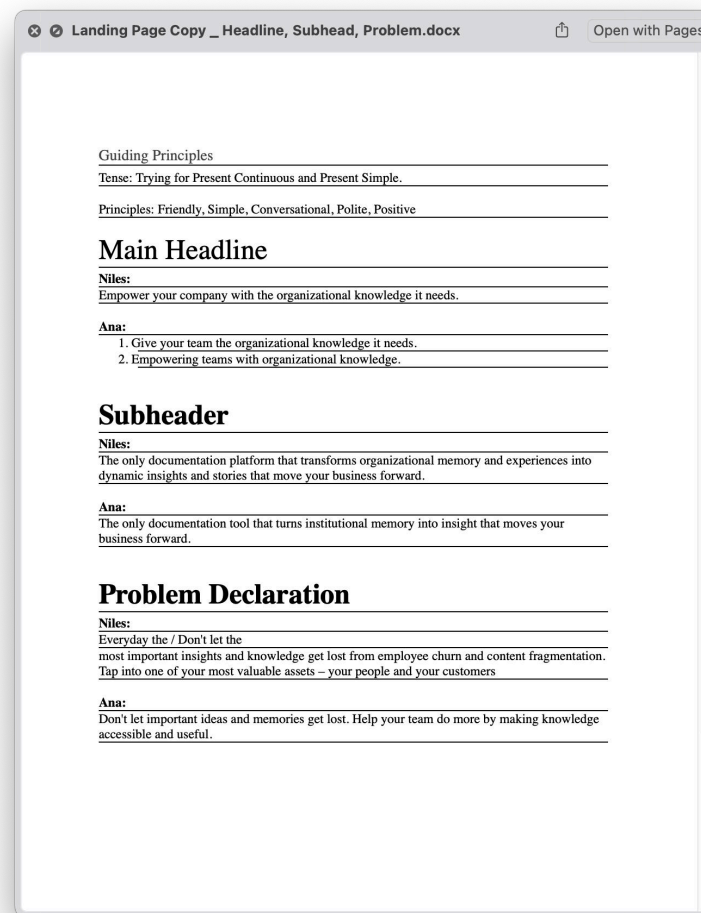 Landing Page Copy _ Headline, Subhead, Problem.docx
Open with Pages
Guiding Principles
Tense: Trying for Present Continuous and Present Simple.
Principles: Friendly, Simple, Conversational, Polite, Positive
Main Headline
Niles:
Empower your company with the organizational knowledge it needs.
Ana:
1. Give your team the organizational knowledge it needs.
2. Empowering teams with organizational knowledge.
Subheader
Niles:
The only documentation platform that transforms organizational memory and experiences into
dynamic insights and stories that move your business forward.
Ana:
The only documentation tool that turns institutional memory into insight that moves your
business forward.
Problem Declaration
Niles:
Everyday the / Don't let the
most important insights and knowledge get lost from employee churn and content fragmentation.
Tap into one of your most valuable assets – your people and your customers
Ana:
Don't let important ideas and memories get lost. Help your team do more by making knowledge
accessible and useful.